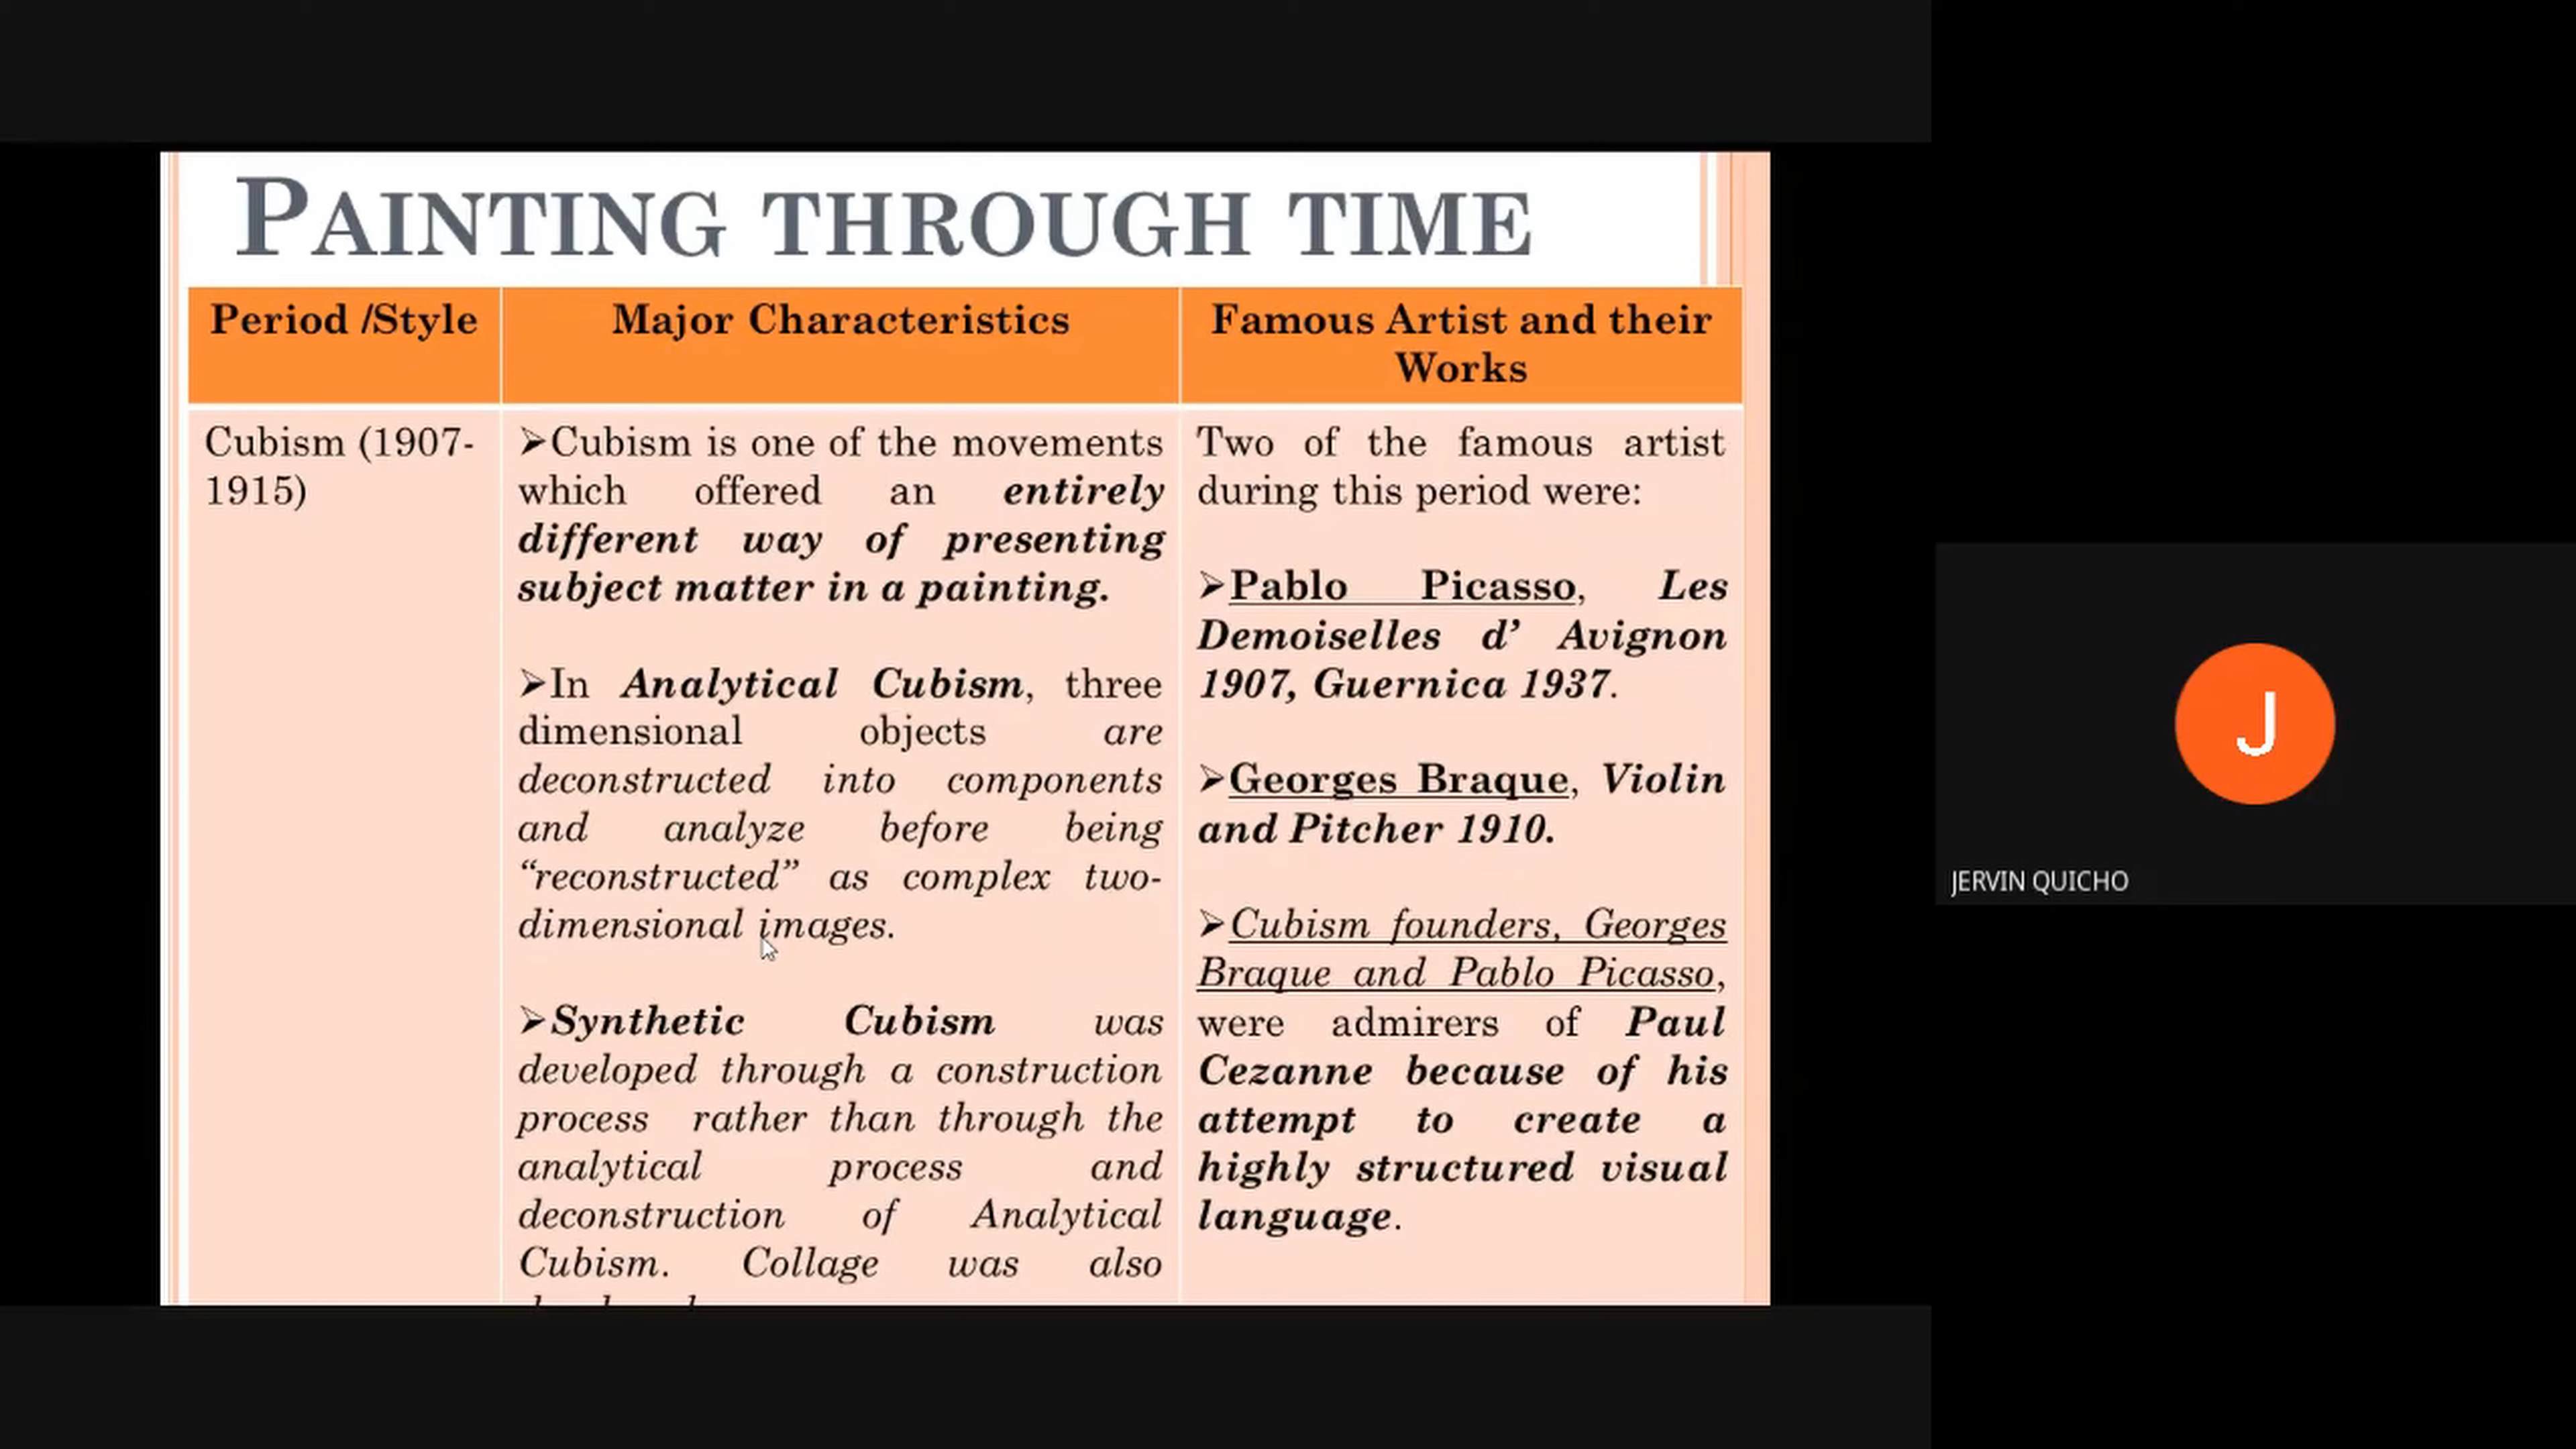 PAINTING THROUGH TIME
Period /Style
Major Characteristics
Famous Artist and their
Works
Cubism (1907-
1915)
➢Cubism is one of the movements
which offered an entirely
different way of presenting
subject matter in a painting.
➢In Analytical Cubism, three
dimensional objects are
deconstructed into components
and analyze before being
“reconstructed” as complex two-
dimensional images.
➢Synthetic Cubism was
developed through a construction
process rather than through the
analytical process and
deconstruction of Analytical
Cubism. Collage was also
Two of the famous artist
during this period were:
➢Pablo Picasso, Les
Demoiselles d’ Avignon
1907, Guernica 1937.
➢Georges Braque, Violin
and Pitcher 1910.
➢Cubism founders, Georges
Braque and Pablo Picasso,
were admirers of Paul
Cezanne because of his
attempt to create a
highly structured visual
language.
J
JERVIN QUICHO